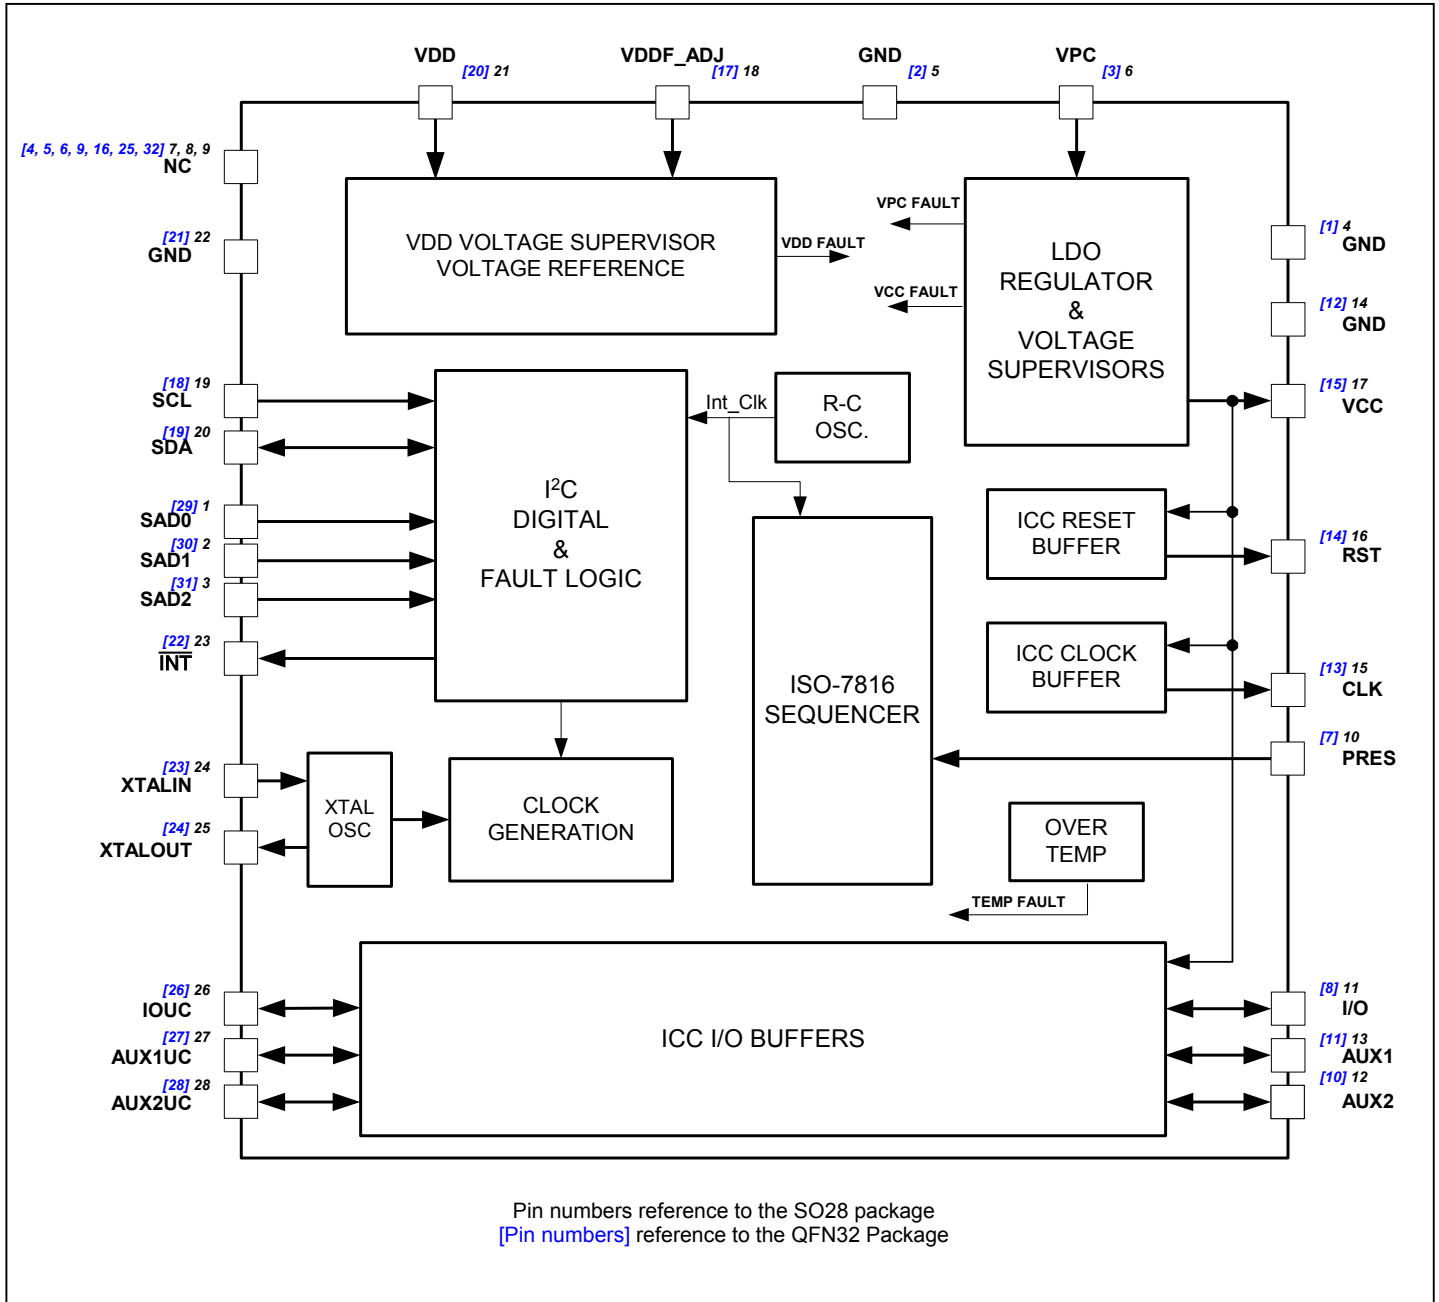 VDD
[20] 21
VDDF_ADJ
[17] 18
GND
[2] 5
VPC
[3] 6
[4, 5, 6, 9, 16, 25, 32] 7, 8, 9
NC
[21] 22
GND
VDD VOLTAGE SUPERVISOR
VOLTAGE REFERENCE
VDD FAULT
VPC FAULT
VCC FAULT
LDO
REGULATOR
&
VOLTAGE
SUPERVISORS
[1] 4
GND
[12] 14
GND
[15] 17
VCC
[18] 19
SCL
[19] 20
SDA
[29] 1
SAD0
[30] 2
SAD1
[31] 3
SAD2
[22] 23
INT
I²C
DIGITAL
&
FAULT LOGIC
Int_Clk
R-C
OSC.
ISO-7816
SEQUENCER
ICC RESET
BUFFER
[14] 16
RST
ICC CLOCK
BUFFER
[13] 15
CLK
[7] 10
PRES
[23] 24
XTALIN
[24] 25
XTALOUT
XTAL
OSC
CLOCK
GENERATION
OVER
TEMP
TEMP FAULT
[26] 26
IOUC
[27] 27
AUX1UC
[28] 28
AUX2UC
ICC I/O BUFFERS
[8] 11
I/O
[11] 13
AUX1
[10] 12
AUX2
Pin numbers reference to the SO28 package
[Pin numbers] reference to the QFN32 Package